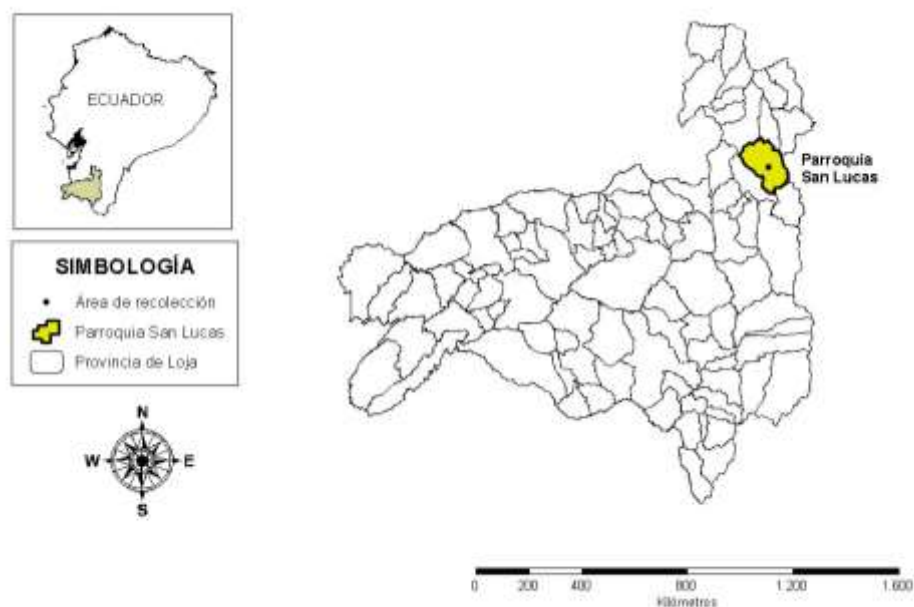 ECUADOR
SIMBOLOGÍA
Área de recolección
Parroquia San Lucas
Provincia de Loja
N
W E
S
Parroquia
San Lucas
0 200 400 800 1.200 1.600
Kilómetros